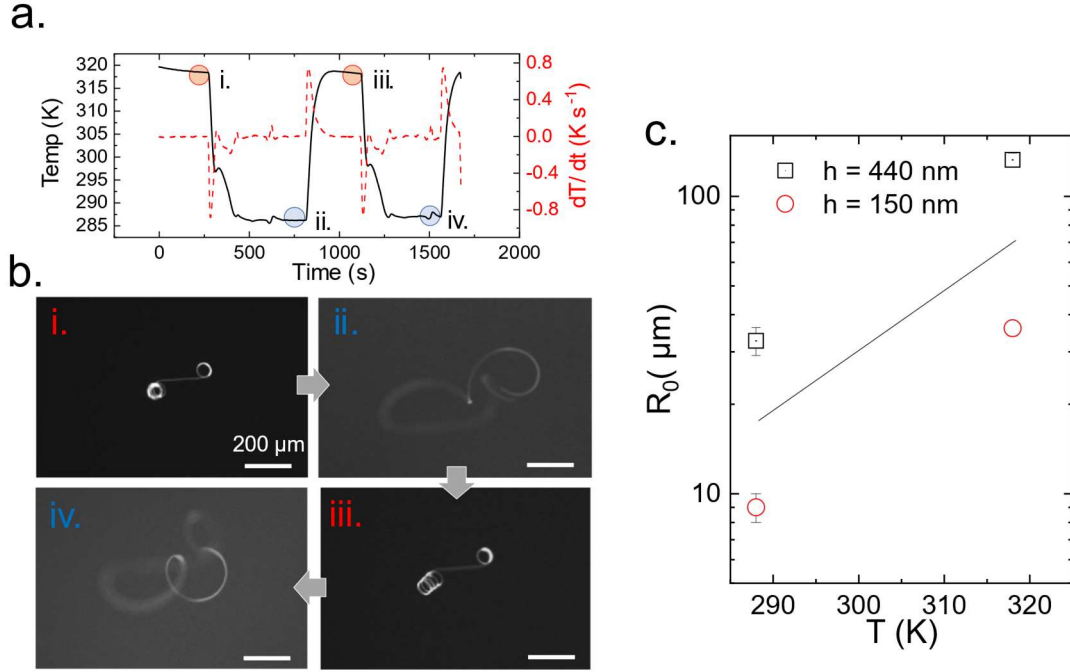 a.
320
315
310
305
300
295
290
285
Temp (K)
i.
ii.
iii.
iv.
0.8
0.4
0.0
-0.4
-0.8
dT/ dt (K s⁻¹)
0 500 1000 1500 2000
Time (s)
b.
i.
200 µm
ii.
iv.
iii.
c.
h = 440 nm
h = 150 nm
100
10
R₀( µm)
290 300 310 320
T (K)